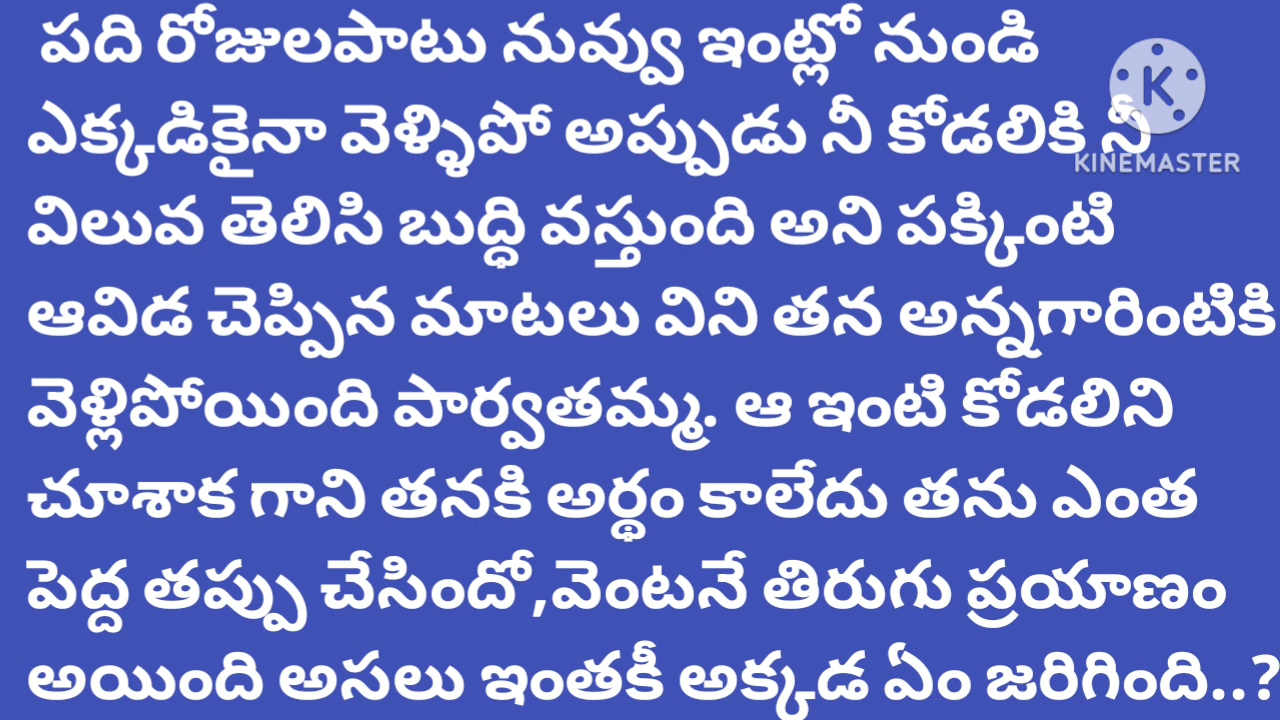 పది రోజులపాటు నువ్వు ఇంట్లో నుండి
ఎక్కడికైనా వెళ్ళిపో అప్పుడు నీ కోడలికి నీ
KINEMASTER
విలువ తెలిసి బుద్ధి వస్తుంది అని పక్కింటి
ఆవిడ చెప్పిన మాటలు విని తన అన్నగారింటికి
వెళ్లిపోయింది పార్వతమ్మ. ఆ ఇంటి కోడలిని
చూశాక గాని తనకి అర్థం కాలేదు తను ఎంత
పెద్ద తప్పు చేసిందో,వెంటనే తిరుగు ప్రయాణం
అయింది అసలు ఇంతకీ అక్కడ ఏం జరిగింది..?